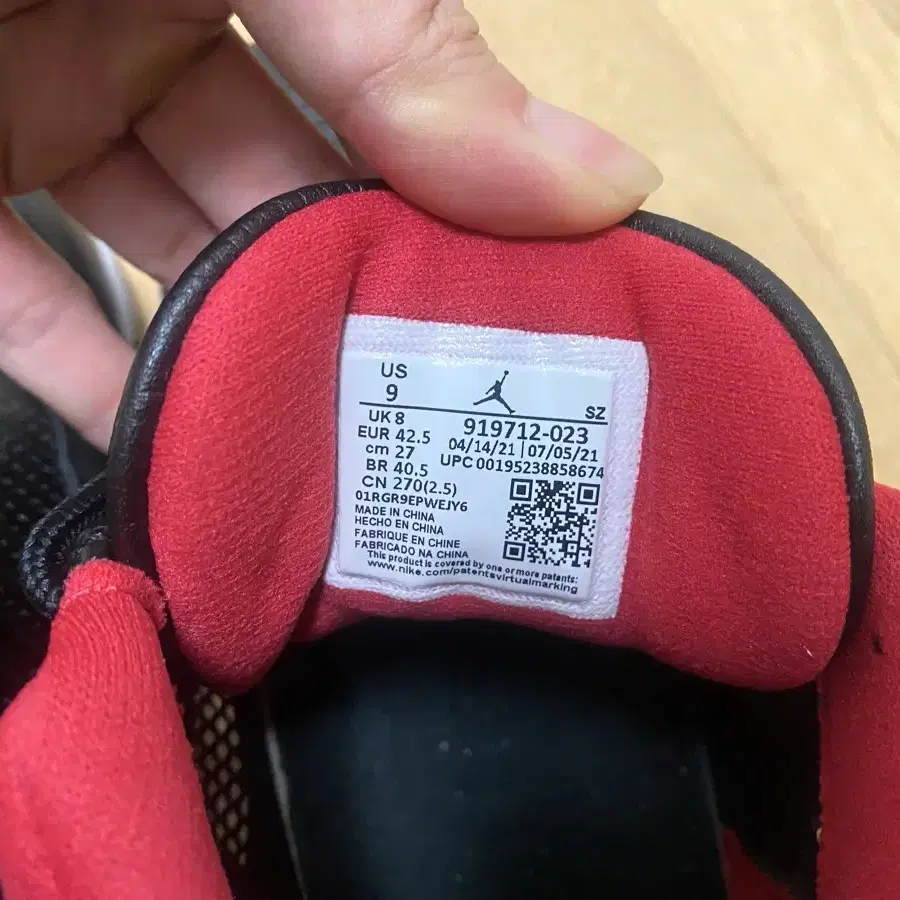 US
9
SZ
UK 8
919712-023
EUR 42.5
04/14/21 | 07/05/21
cm 27
UPC 00195238858674
BR 40.5
CN 270(2.5)
01RGR9EPWEJY6
MADE IN CHINA
HECHO EN CHINA
FABRIQUE EN CHINE
FABRICADO NA CHINA
This product is covered by one or more patents:
www.nike.com/patentsvirtualmarking